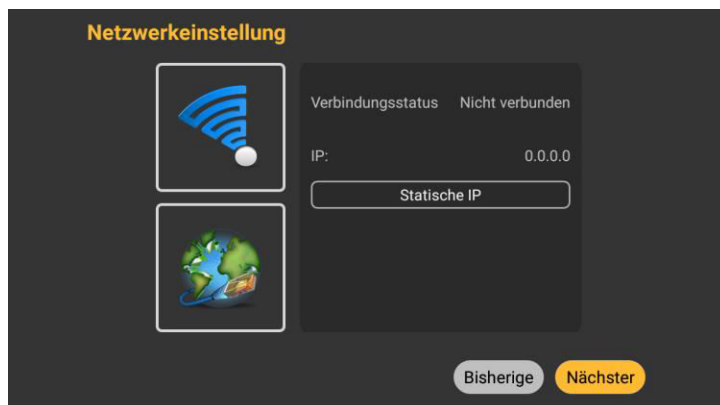 Netzwerkeinstellung
Verbindungsstatus Nicht verbunden
IP: 0.0.0.0
Statische IP
Bisherige Nächster